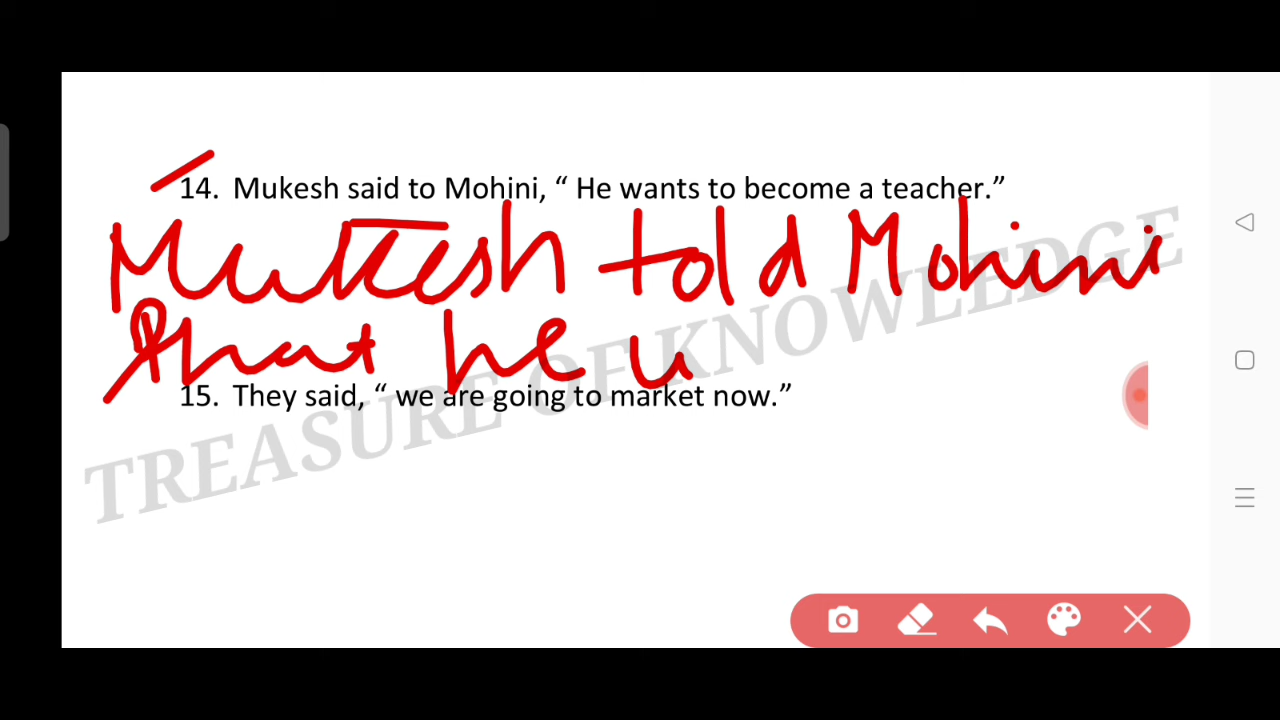 14. Mukesh said to Mohini, “ He wants to become a teacher.”
Mukesh told Mohini
that he
15. They said, “ we are going to market now.”
TREASURE OF KNOWLEDGE